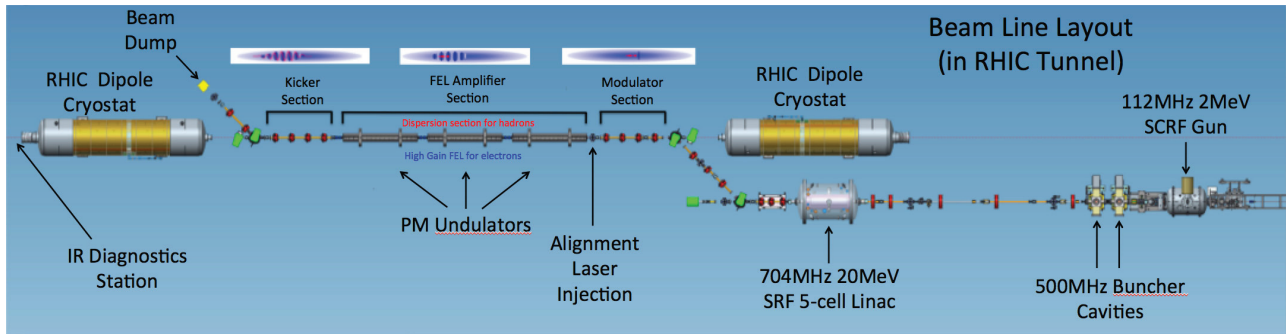 Beam
Dump
Beam Line Layout
(in RHIC Tunnel)
RHIC Dipole
Cryostat
Kicker
Section
FEL Amplifier
Section
Modulator
Section
RHIC Dipole
Cryostat
112MHz 2MeV
SCRF Gun
Dispersion section for hadrons
High Gain FEL for electrons
PM Undulators
IR Diagnostics
Station
Alignment
Laser
Injection
704MHz 20MeV
SRF 5-cell Linac
500MHz Buncher
Cavities